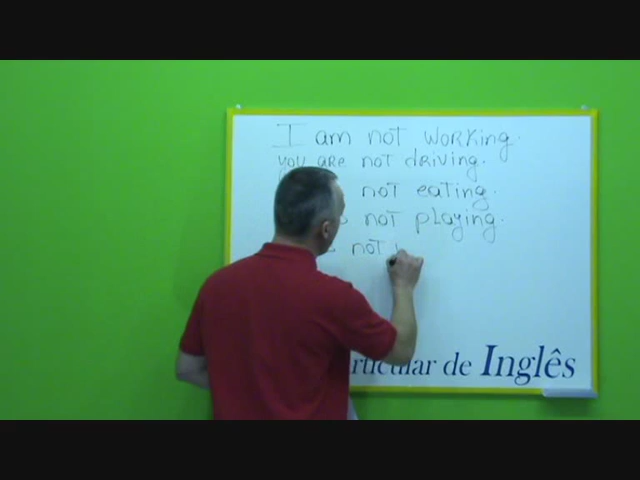 I am not working.
you are not driving.
not eating.
not playing.
not
de Inglês